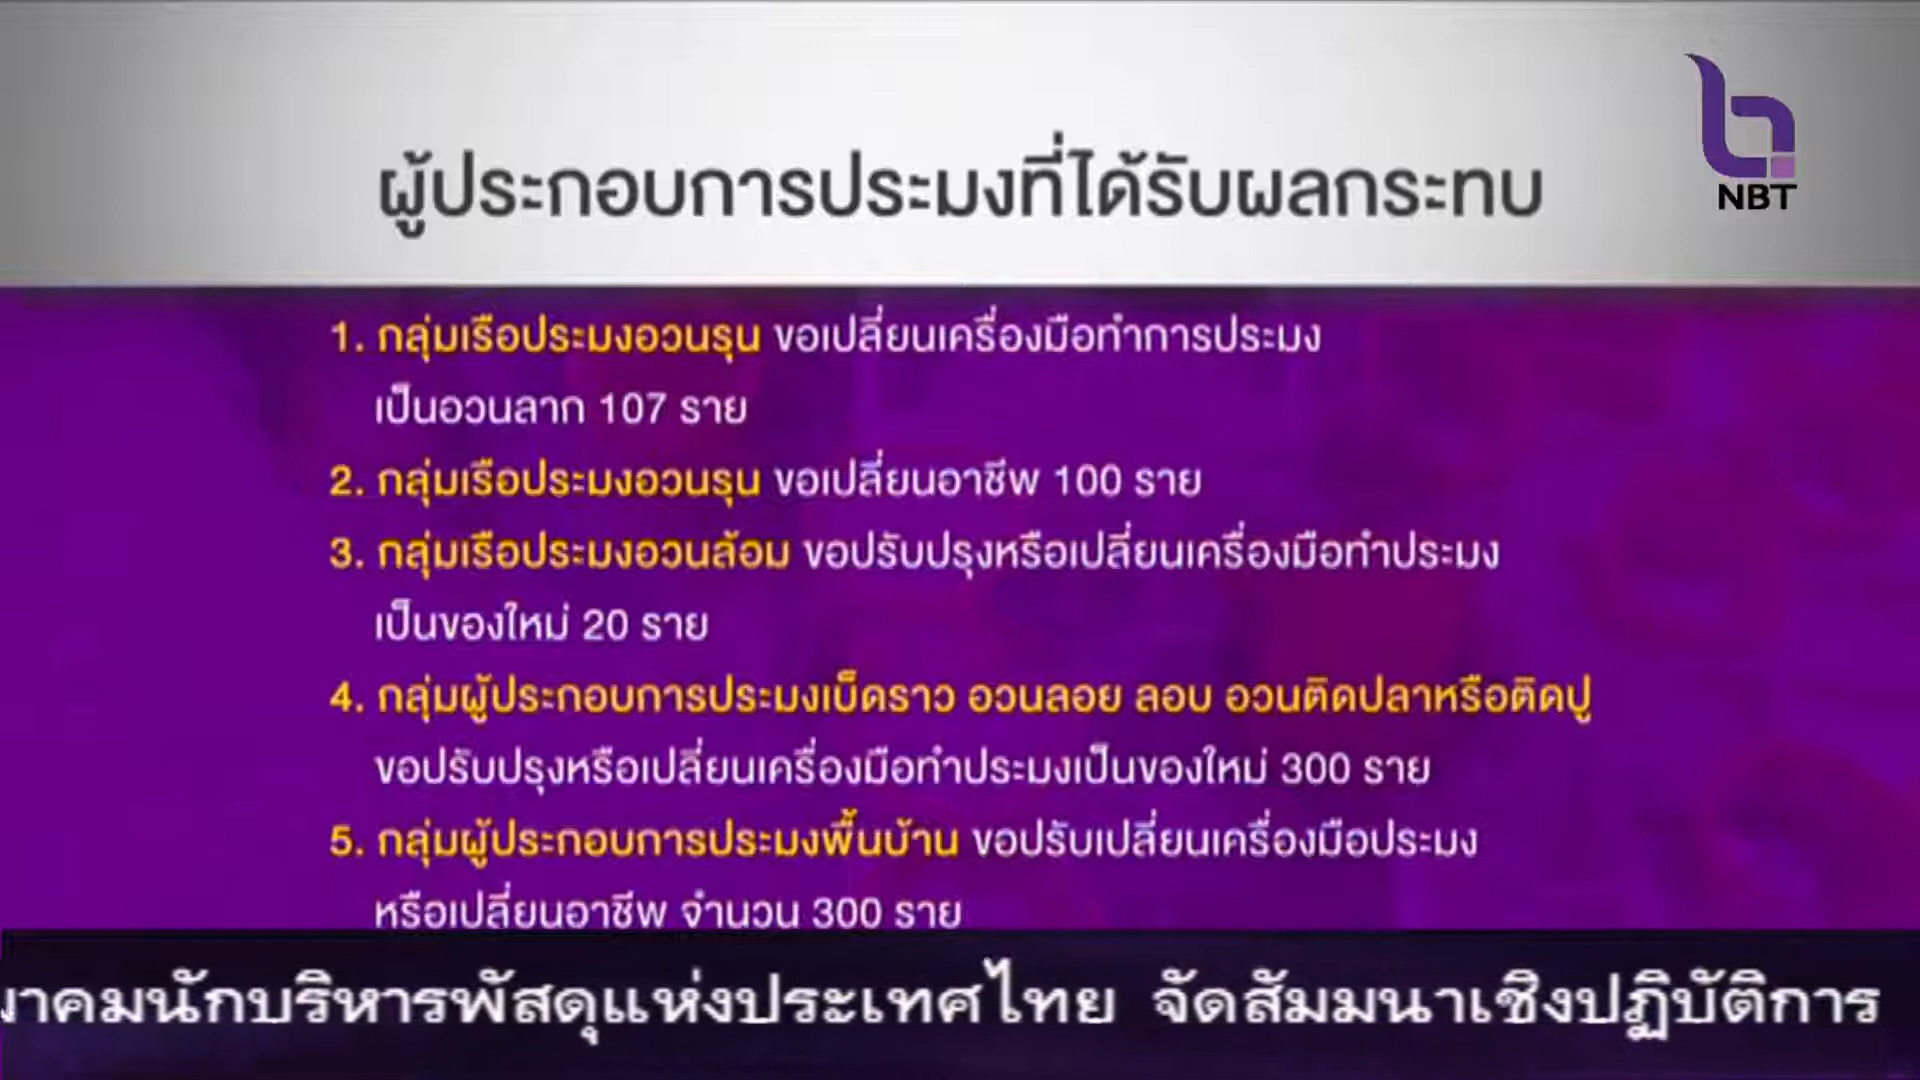 ผู้ประกอบการประมงที่ได้รับผลกระทบ
NBT
1. กลุ่มเรือประมงอวนรุน ขอเปลี่ยนเครื่องมือทำการประมง
เป็นอวนลาก 107 ราย
2. กลุ่มเรือประมงอวนรุน ขอเปลี่ยนอาชีพ 100 ราย
3. กลุ่มเรือประมงอวนล้อม ขอปรับปรุงหรือเปลี่ยนเครื่องมือทำประมง
เป็นของใหม่ 20 ราย
4. กลุ่มผู้ประกอบการประมงเบ็ดราว อวนลอย ลอบ อวนติดปลาหรือติดปู
ขอปรับปรุงหรือเปลี่ยนเครื่องมือทำประมงเป็นของใหม่ 300 ราย
5. กลุ่มผู้ประกอบการประมงพื้นบ้าน ขอปรับเปลี่ยนเครื่องมือประมง
หรือเปลี่ยนอาชีพ จำนวน 300 ราย
าคมนักบริหารพัสดุแห่งประเทศไทย จัดสัมมนาเชิงปฏิบัติการ